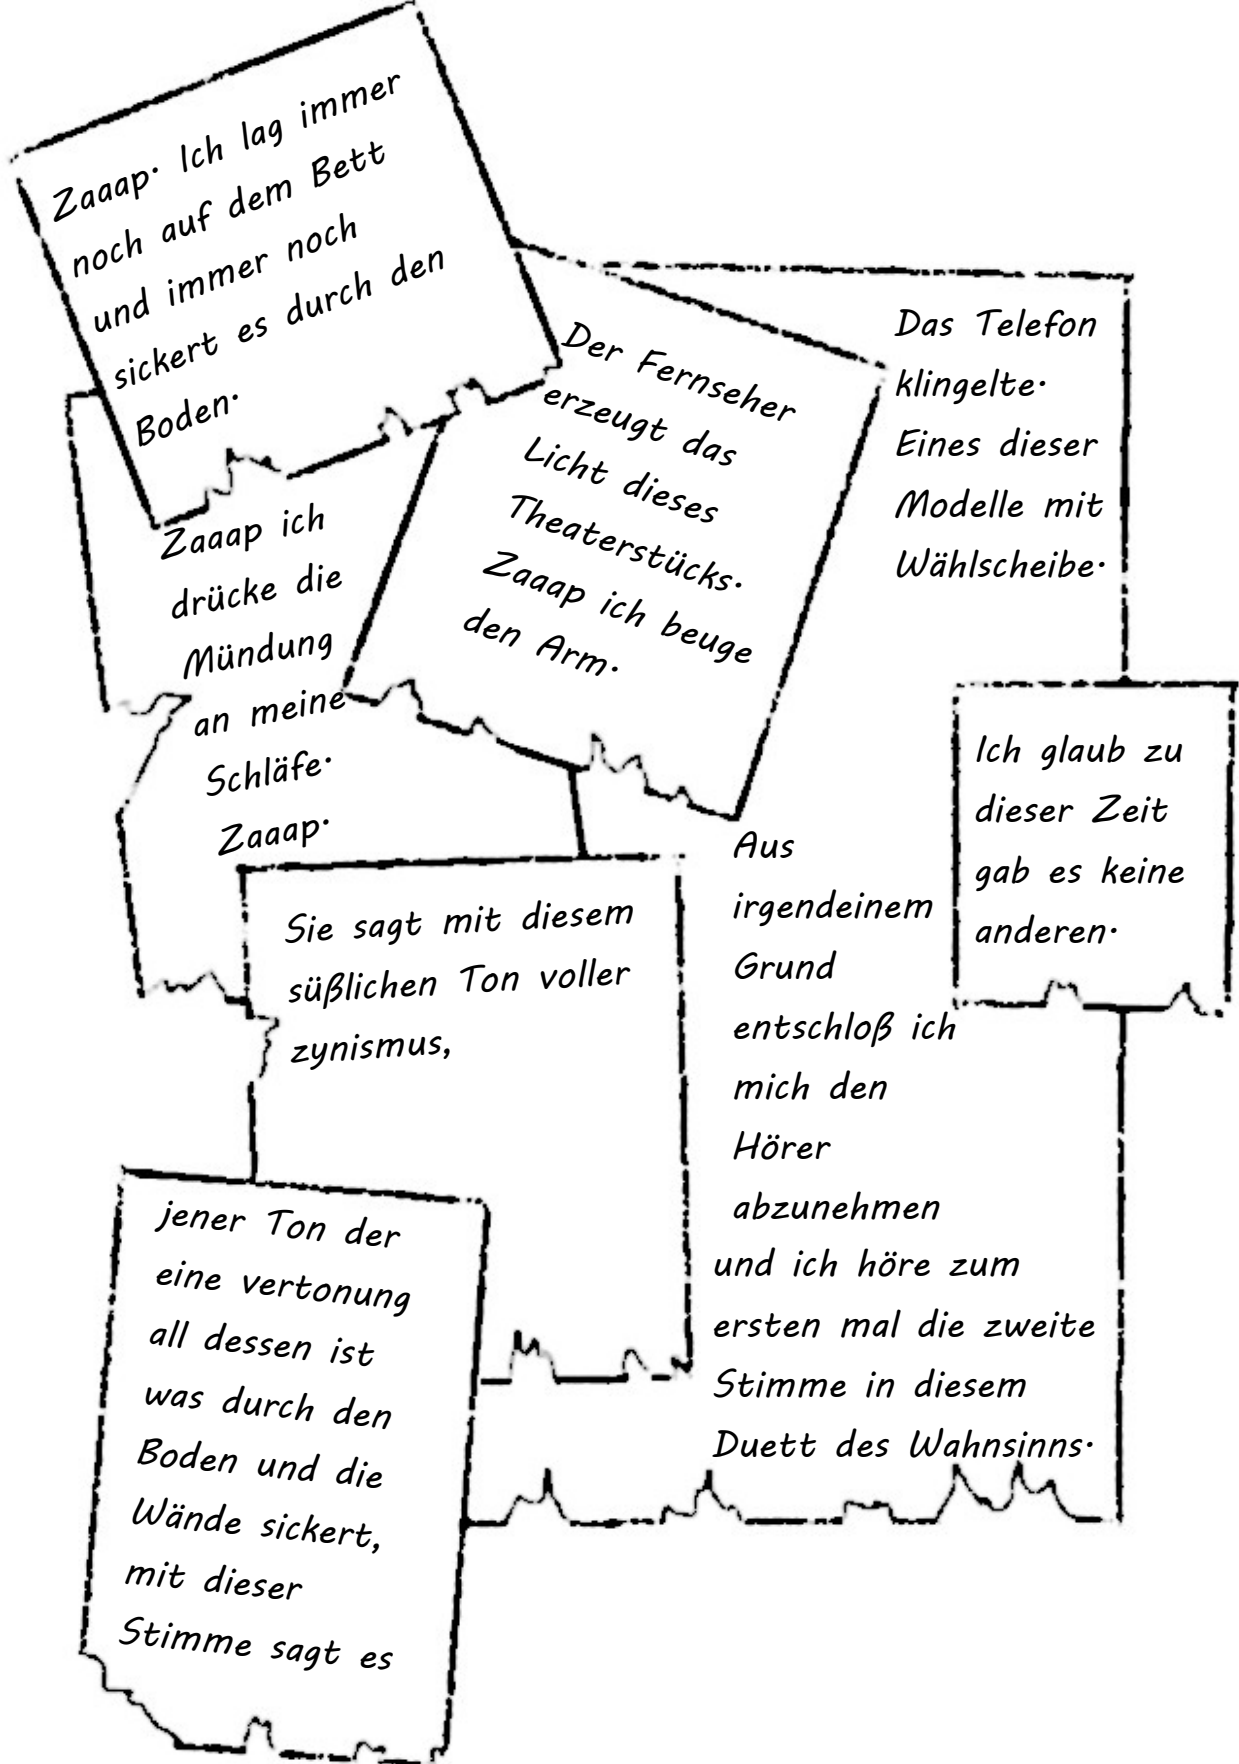 Zaaap. Ich lag immer
noch auf dem Bett
und immer noch
sickert es durch den
Boden.
Der Fernseher
erzeugt das
Licht dieses
Theaterstücks.
Zaaap ich beuge
den Arm.
Zaaap ich
drücke die
Mündung
an meine
Schläfe.
Zaaap.
Das Telefon
klingelte.
Eines dieser
Modelle mit
Wählscheibe.
Ich glaub zu
dieser Zeit
gab es keine
anderen.
Aus
irgendeinem
Grund
entschloß ich
mich den
Hörer
abzunehmen
und ich höre zum
ersten mal die zweite
Stimme in diesem
Duett des Wahnsinns.
Sie sagt mit diesem
süßlichen Ton voller
zynismus,
jener Ton der
eine vertonung
all dessen ist
was durch den
Boden und die
Wände sickert,
mit dieser
Stimme sagt es